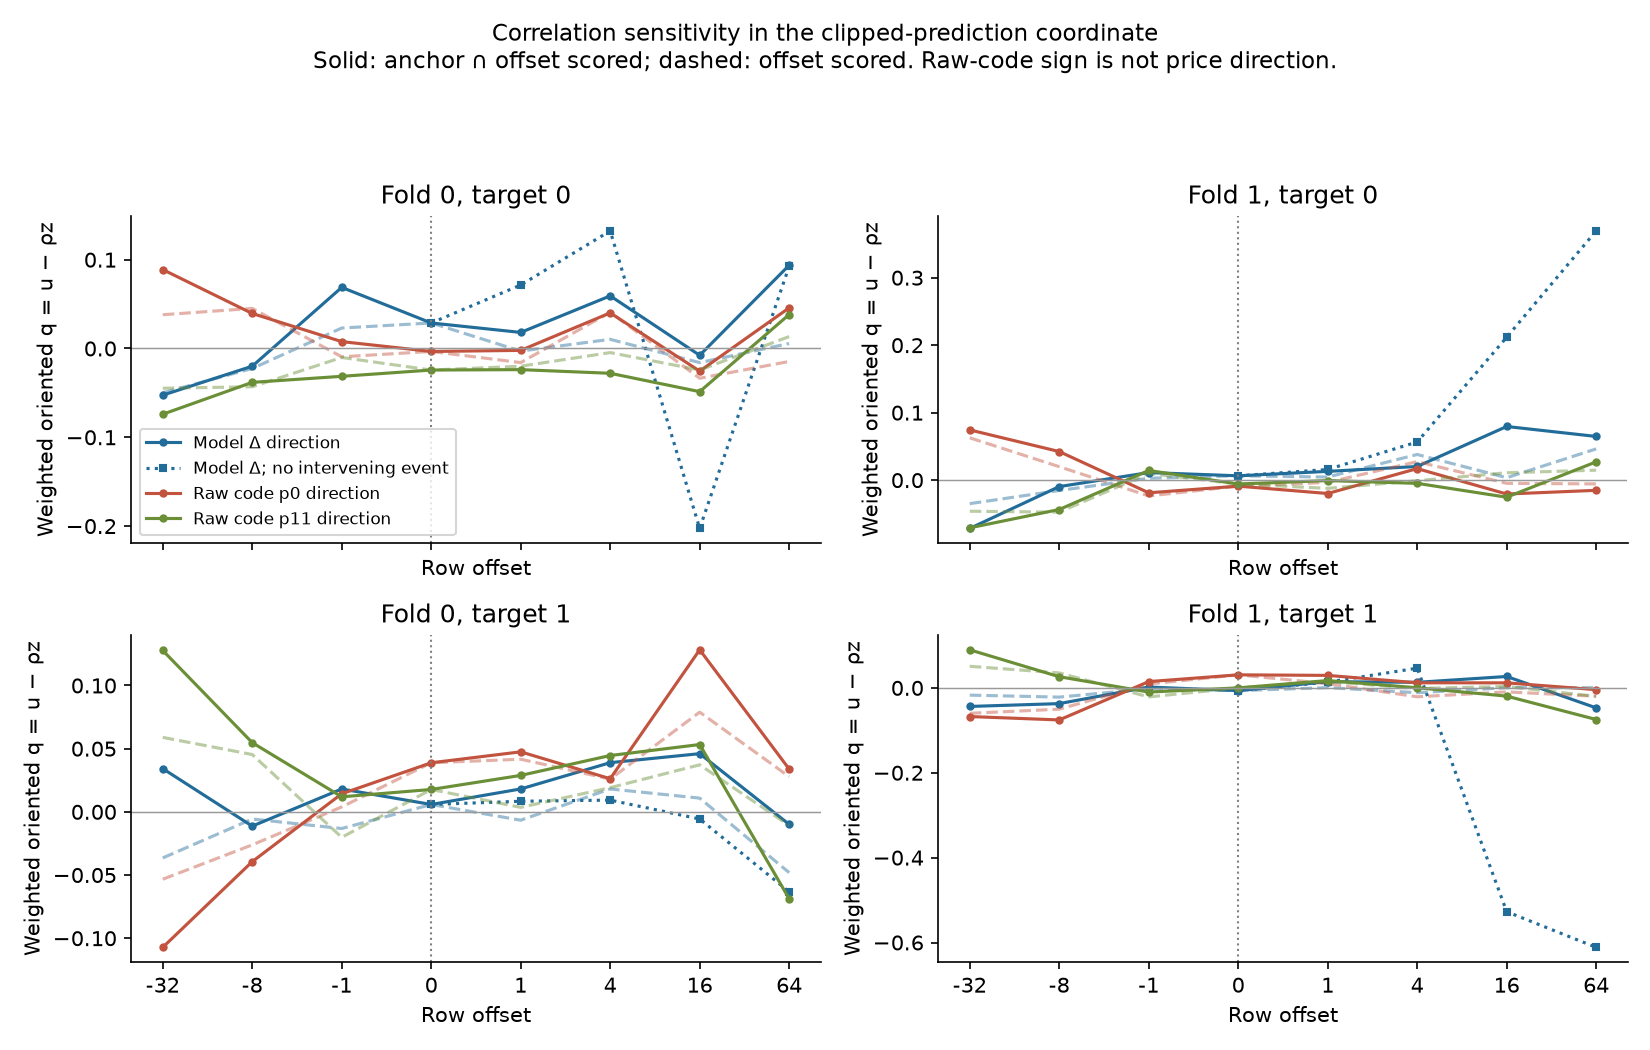 Correlation sensitivity in the clipped-prediction coordinate
Solid: anchor ∩ offset scored; dashed: offset scored. Raw-code sign is not price direction.
Fold 0, target 0
Weighted oriented q = u − ρz
0.1
0.0
−0.1
−0.2
Model Δ direction
Model Δ; no intervening event
Raw code p0 direction
Raw code p11 direction
Row offset
Fold 1, target 0
Weighted oriented q = u − ρz
0.3
0.2
0.1
0.0
Row offset
Fold 0, target 1
Weighted oriented q = u − ρz
0.10
0.05
0.00
−0.05
−0.10
-32 -8 -1 0 1 4 16 64
Row offset
Fold 1, target 1
Weighted oriented q = u − ρz
0.0
−0.2
−0.4
−0.6
-32 -8 -1 0 1 4 16 64
Row offset